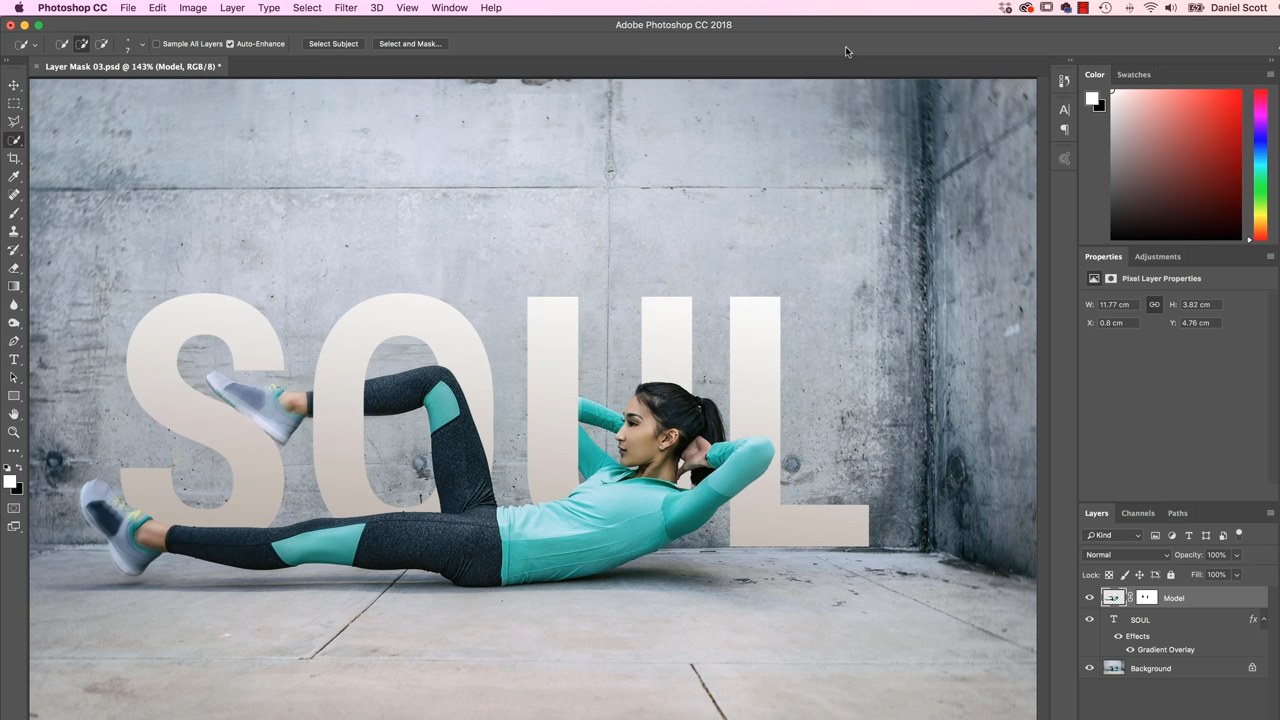 Photoshop CC File Edit Image Layer Type Select Filter 3D View Window Help Daniel Scott
Adobe Photoshop CC 2018
7 Sample All Layers Auto-Enhance Select Subject Select and Mask...
Layer Mask 03.psd @ 143% (Model, RGB/8) *
Color Swatches
SOUL
Properties Adjustments
Pixel Layer Properties
W: 11.77 cm H: 3.82 cm
X: 0.8 cm Y: 4.76 cm
Layers Channels Paths
Kind
Normal Opacity: 100%
Lock: Fill: 100%
Model
SOUL fx
Effects
Gradient Overlay
Background